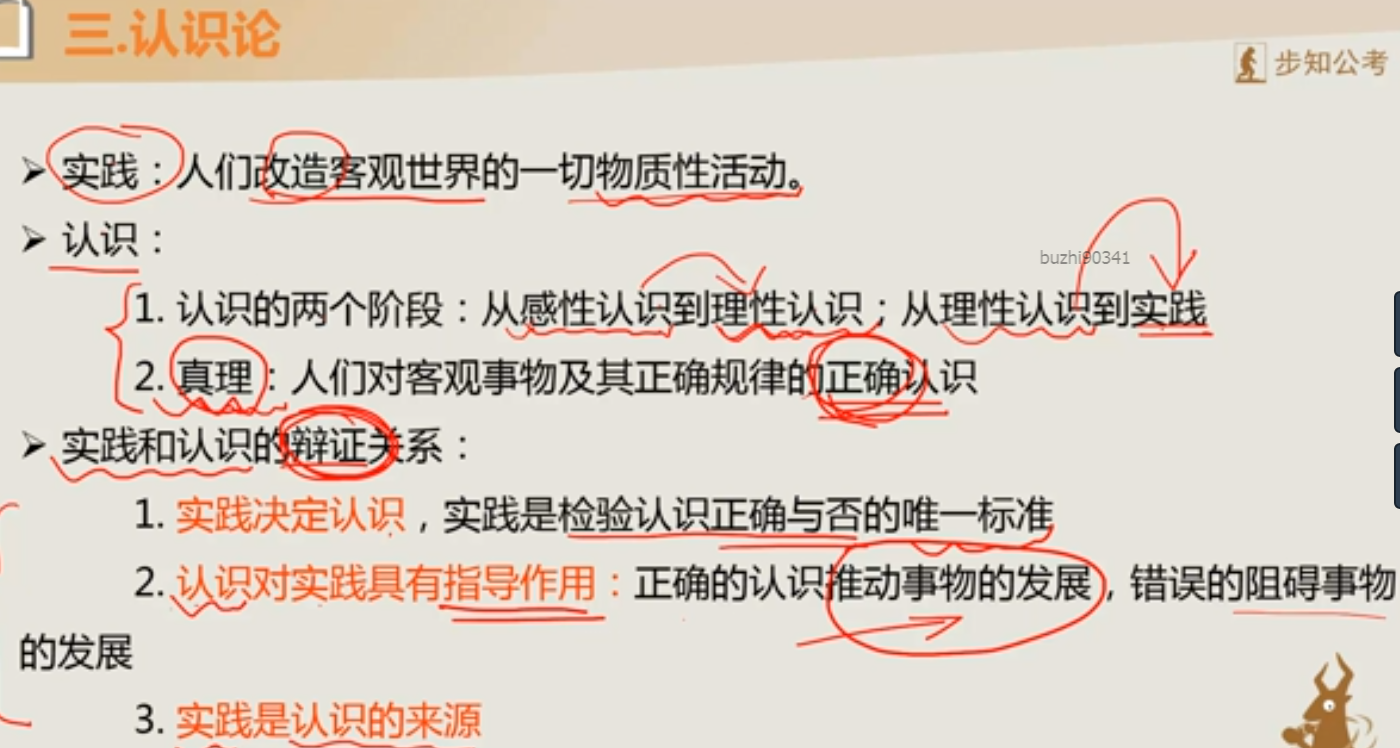 三.认识论
步知公考
实践：人们改造客观世界的一切物质性活动。
认识：
buzhi90341
1. 认识的两个阶段：从感性认识到理性认识；从理性认识到实践
2. 真理：人们对客观事物及其正确规律的正确认识
实践和认识的辩证关系：
1. 实践决定认识，实践是检验认识正确与否的唯一标准
2. 认识对实践具有指导作用：正确的认识推动事物的发展，错误的阻碍事物
的发展
3. 实践是认识的来源